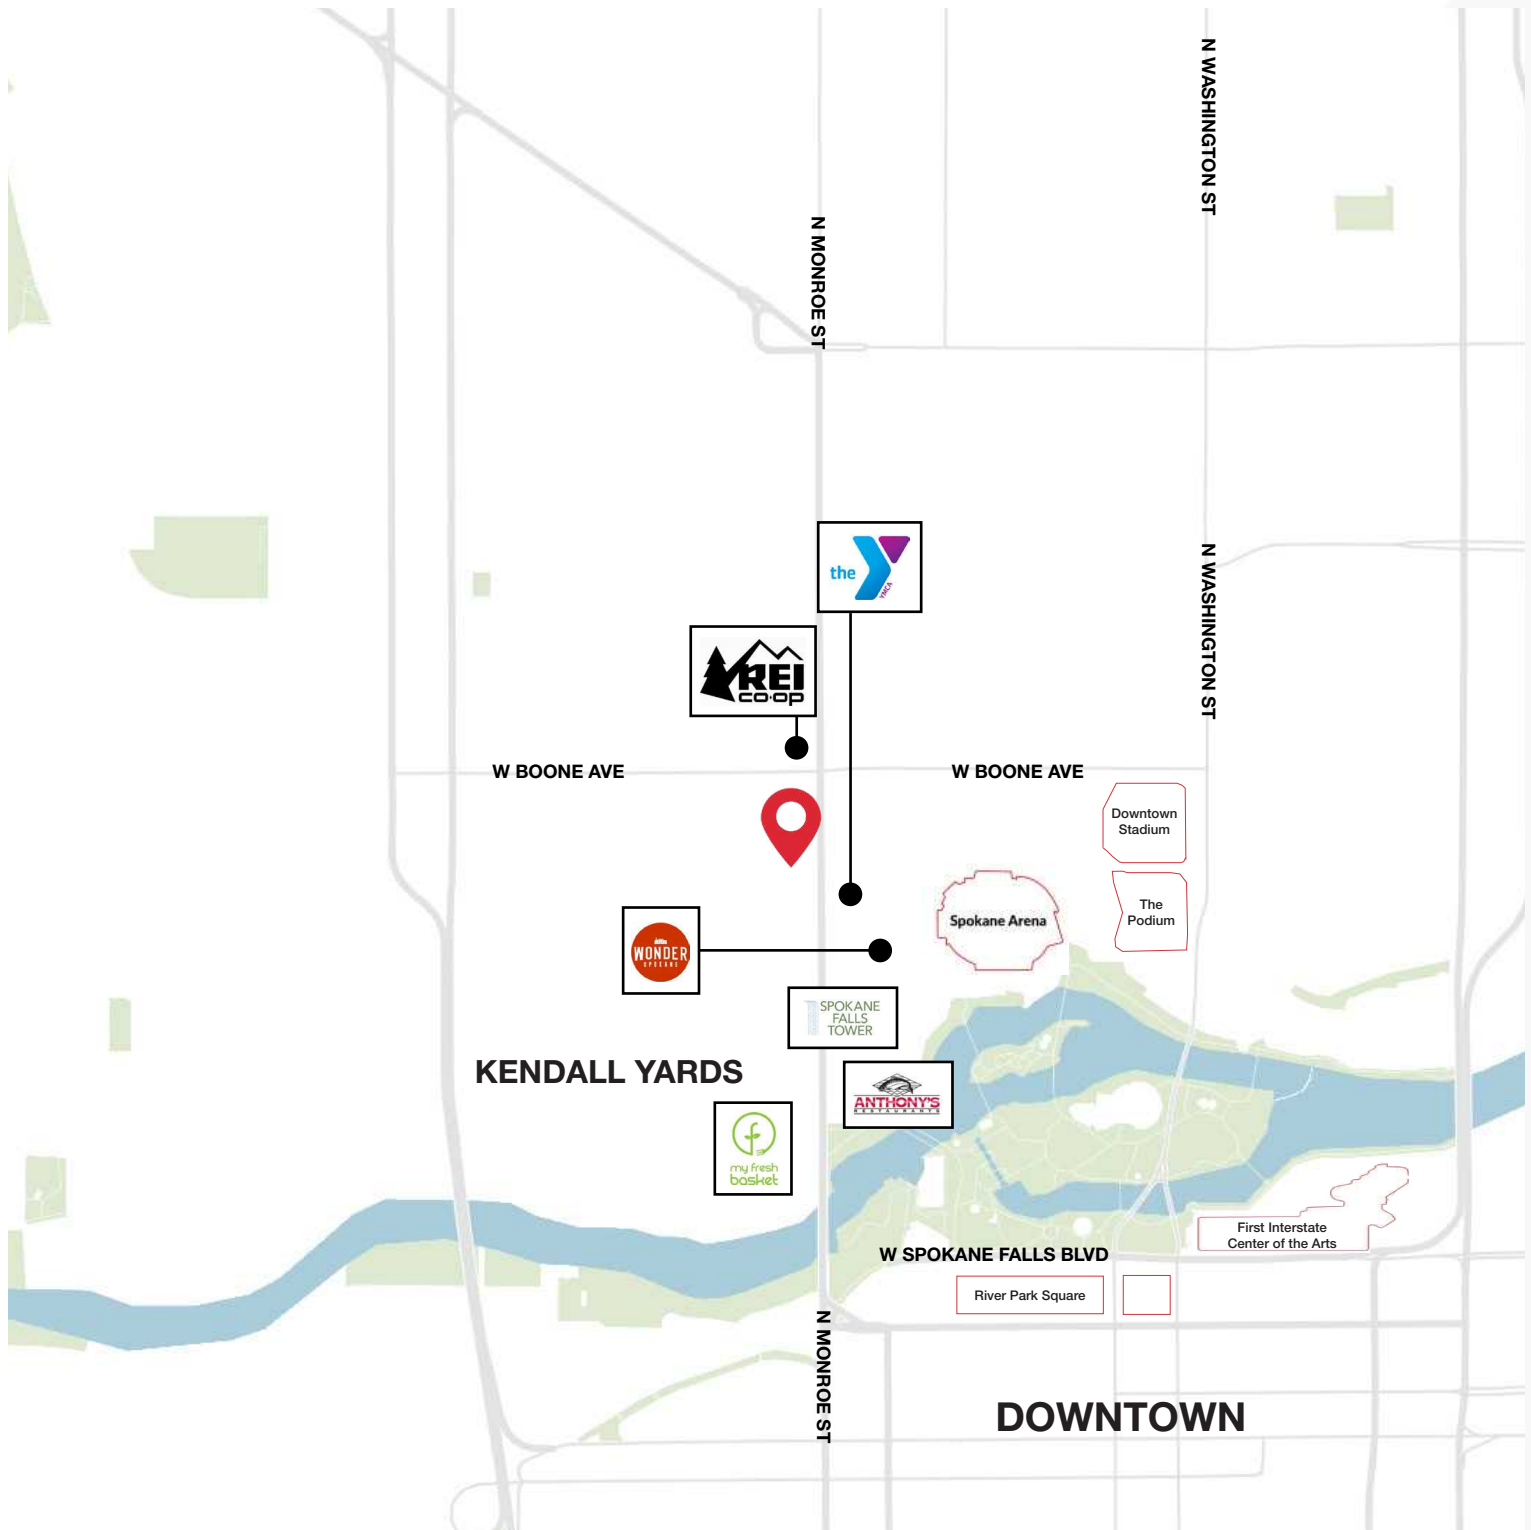 N WASHINGTON ST
N MONROE ST
the
YMCA
REI
co·op
N WASHINGTON ST
W BOONE AVE
W BOONE AVE
Downtown
Stadium
The
Podium
Spokane Arena
WONDER
SPOKANE
SPOKANE
FALLS
TOWER
KENDALL YARDS
ANTHONY'S
RESTAURANTS
my fresh
basket
First Interstate
Center of the Arts
W SPOKANE FALLS BLVD
River Park Square
N MONROE ST
DOWNTOWN